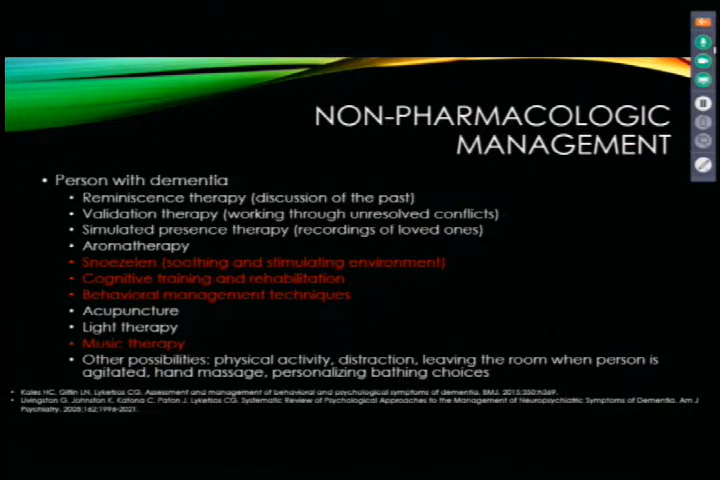 NON-PHARMACOLOGIC
MANAGEMENT
• Person with dementia
• Reminiscence therapy (discussion of the past)
• Validation therapy (working through unresolved conflicts)
• Simulated presence therapy (recordings of loved ones)
• Aromatherapy
• Snoezelen (soothing and stimulating environment)
• Cognitive training and rehabilitation
• Behavioral management techniques
• Acupuncture
• Light therapy
• Music therapy
• Other possibilities: physical activity, distraction, leaving the room when person is
agitated, hand massage, personalizing bathing choices
• Kales HC, Gitlin LN, Lyketsos CG. Assessment and management of behavioral and psychological symptoms of dementia. BMJ. 2015;350:h369.
• Livingston G, Johnston K, Katona C, Paton J, Lyketsos CG. Systematic Review of Psychological Approaches to the Management of Neuropsychiatric Symptoms of Dementia. Am J
Psychiatry. 2005;162:1996-2021.